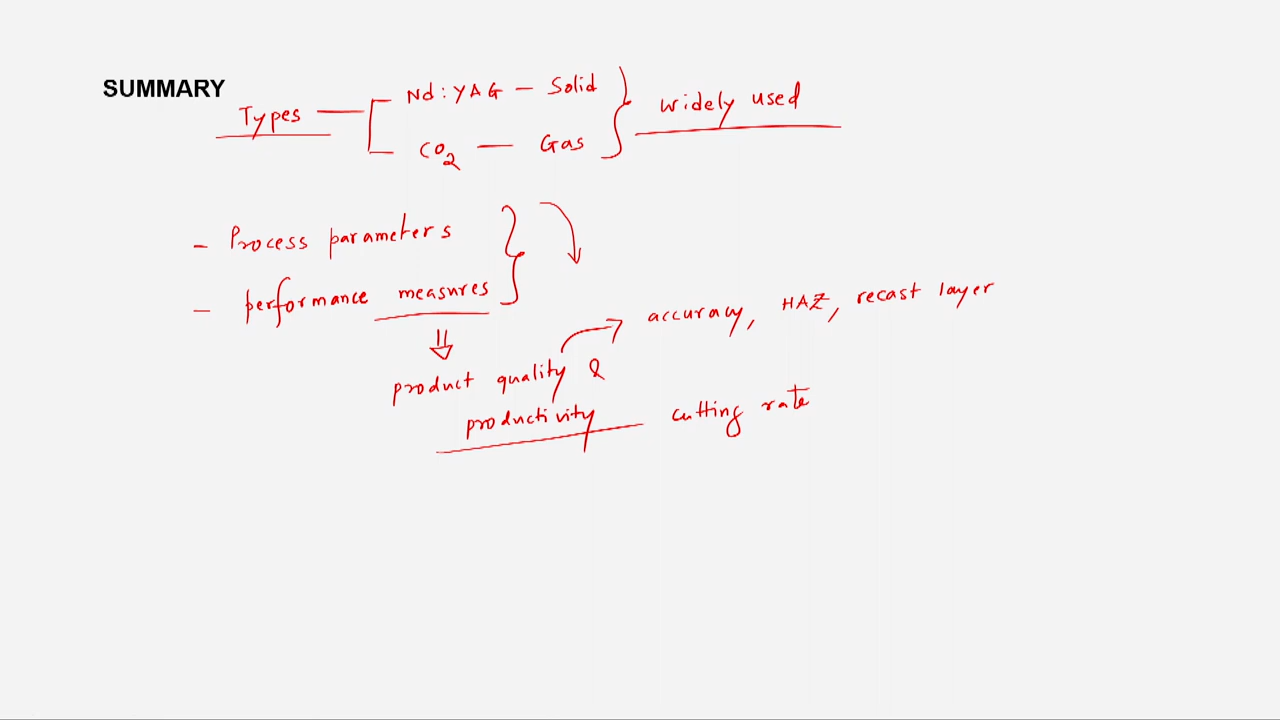 SUMMARY
Types — Nd:YAG — Solid
CO2 — Gas
widely used
- Process parameters
- performance measures
product quality &
productivity
accuracy, HAZ, recast layer
cutting rate